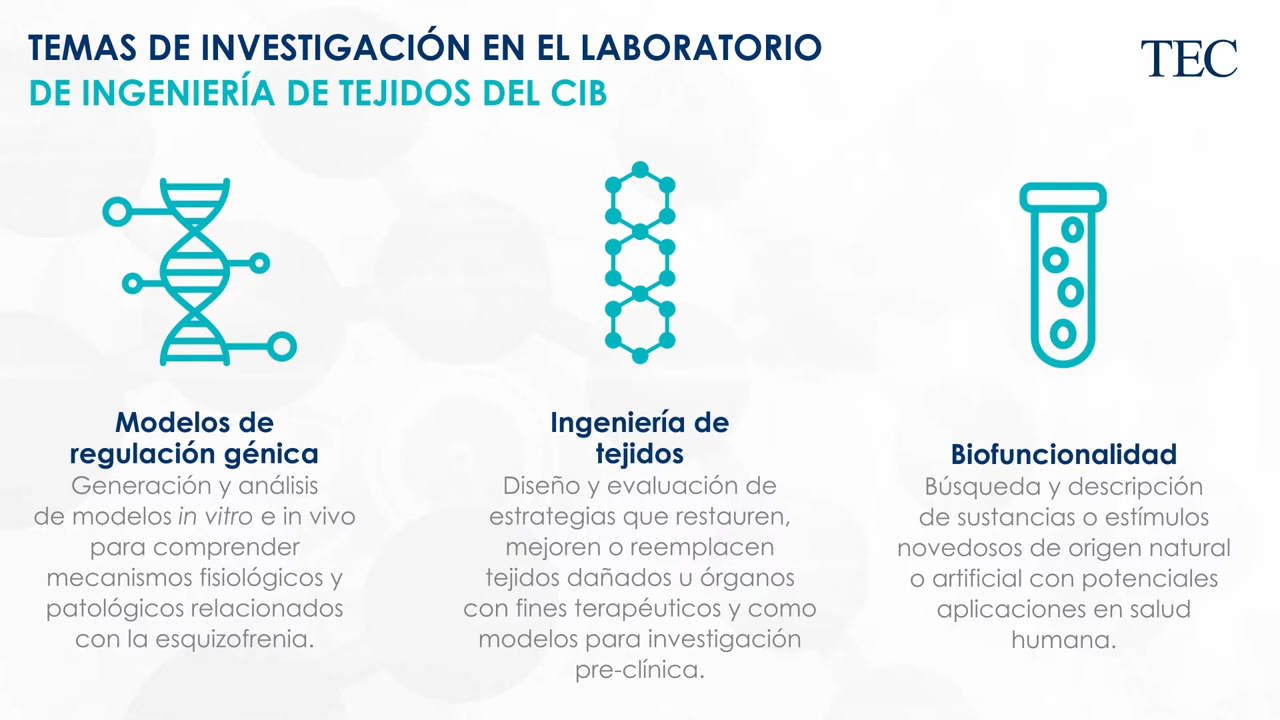 TEMAS DE INVESTIGACIÓN EN EL LABORATORIO
DE INGENIERÍA DE TEJIDOS DEL CIB
TEC
Modelos de
regulación génica
Generación y análisis
de modelos in vitro e in vivo
para comprender
mecanismos fisiológicos y
patológicos relacionados
con la esquizofrenia.
Ingeniería de
tejidos
Diseño y evaluación de
estrategias que restauren,
mejoren o reemplacen
tejidos dañados u órganos
con fines terapéuticos y como
modelos para investigación
pre-clínica.
Biofuncionalidad
Búsqueda y descripción
de sustancias o estímulos
novedosos de origen natural
o artificial con potenciales
aplicaciones en salud
humana.